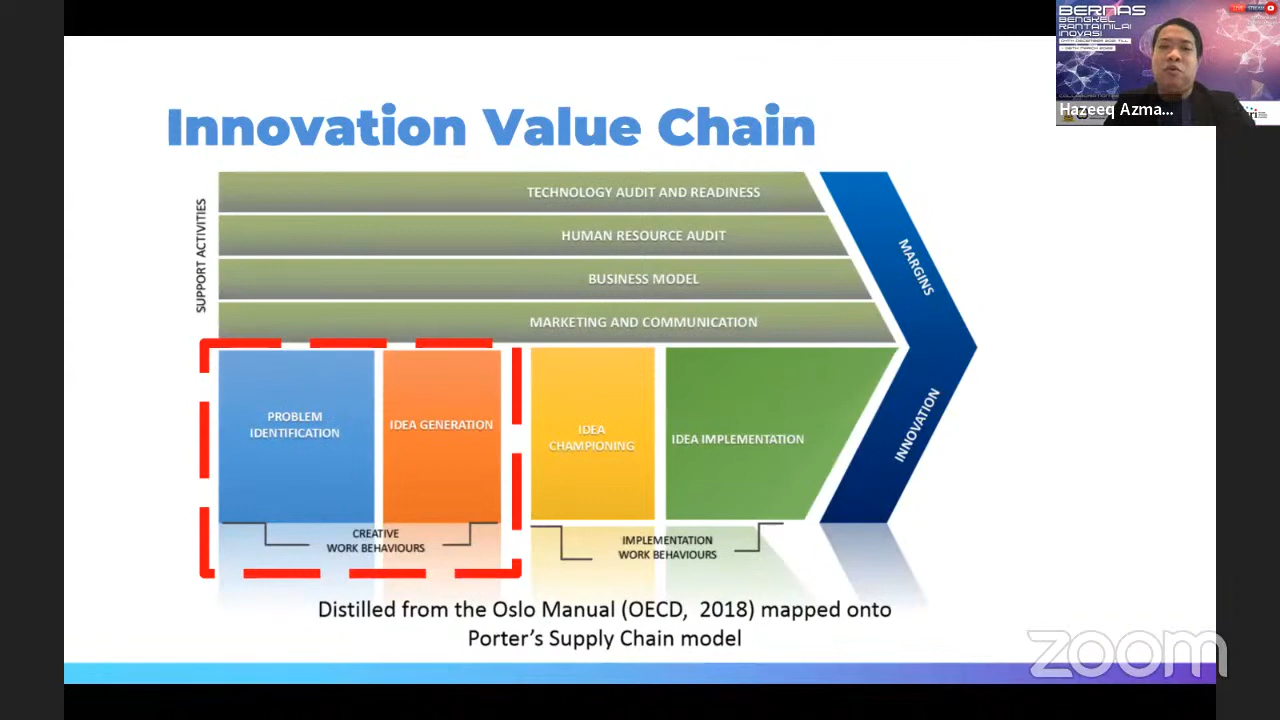 BERNAS
BENGKEL
RANTAI NILAI
INOVASI
LIVE STREAM
Hazeeq Azma...
Innovation Value Chain
SUPPORT ACTIVITIES
TECHNOLOGY AUDIT AND READINESS
HUMAN RESOURCE AUDIT
BUSINESS MODEL
MARKETING AND COMMUNICATION
MARGINS
INNOVATION
PROBLEM
IDENTIFICATION
IDEA GENERATION
IDEA
CHAMPIONING
IDEA IMPLEMENTATION
CREATIVE
WORK BEHAVIOURS
IMPLEMENTATION
WORK BEHAVIOURS
Distilled from the Oslo Manual (OECD, 2018) mapped onto
Porter's Supply Chain model
zoom